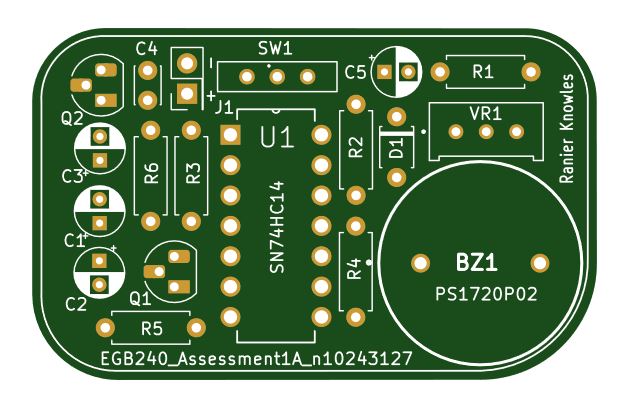 C4
SW1
C5
R1
Q2
J1
+
VR1
Ranier Knowles
U1
R2
D1
C3
+
R6
R3
SN74HC14
C1
+
BZ1
PS1720P02
R4
C2
+
Q1
R5
EGB240_Assessment1A_n10243127